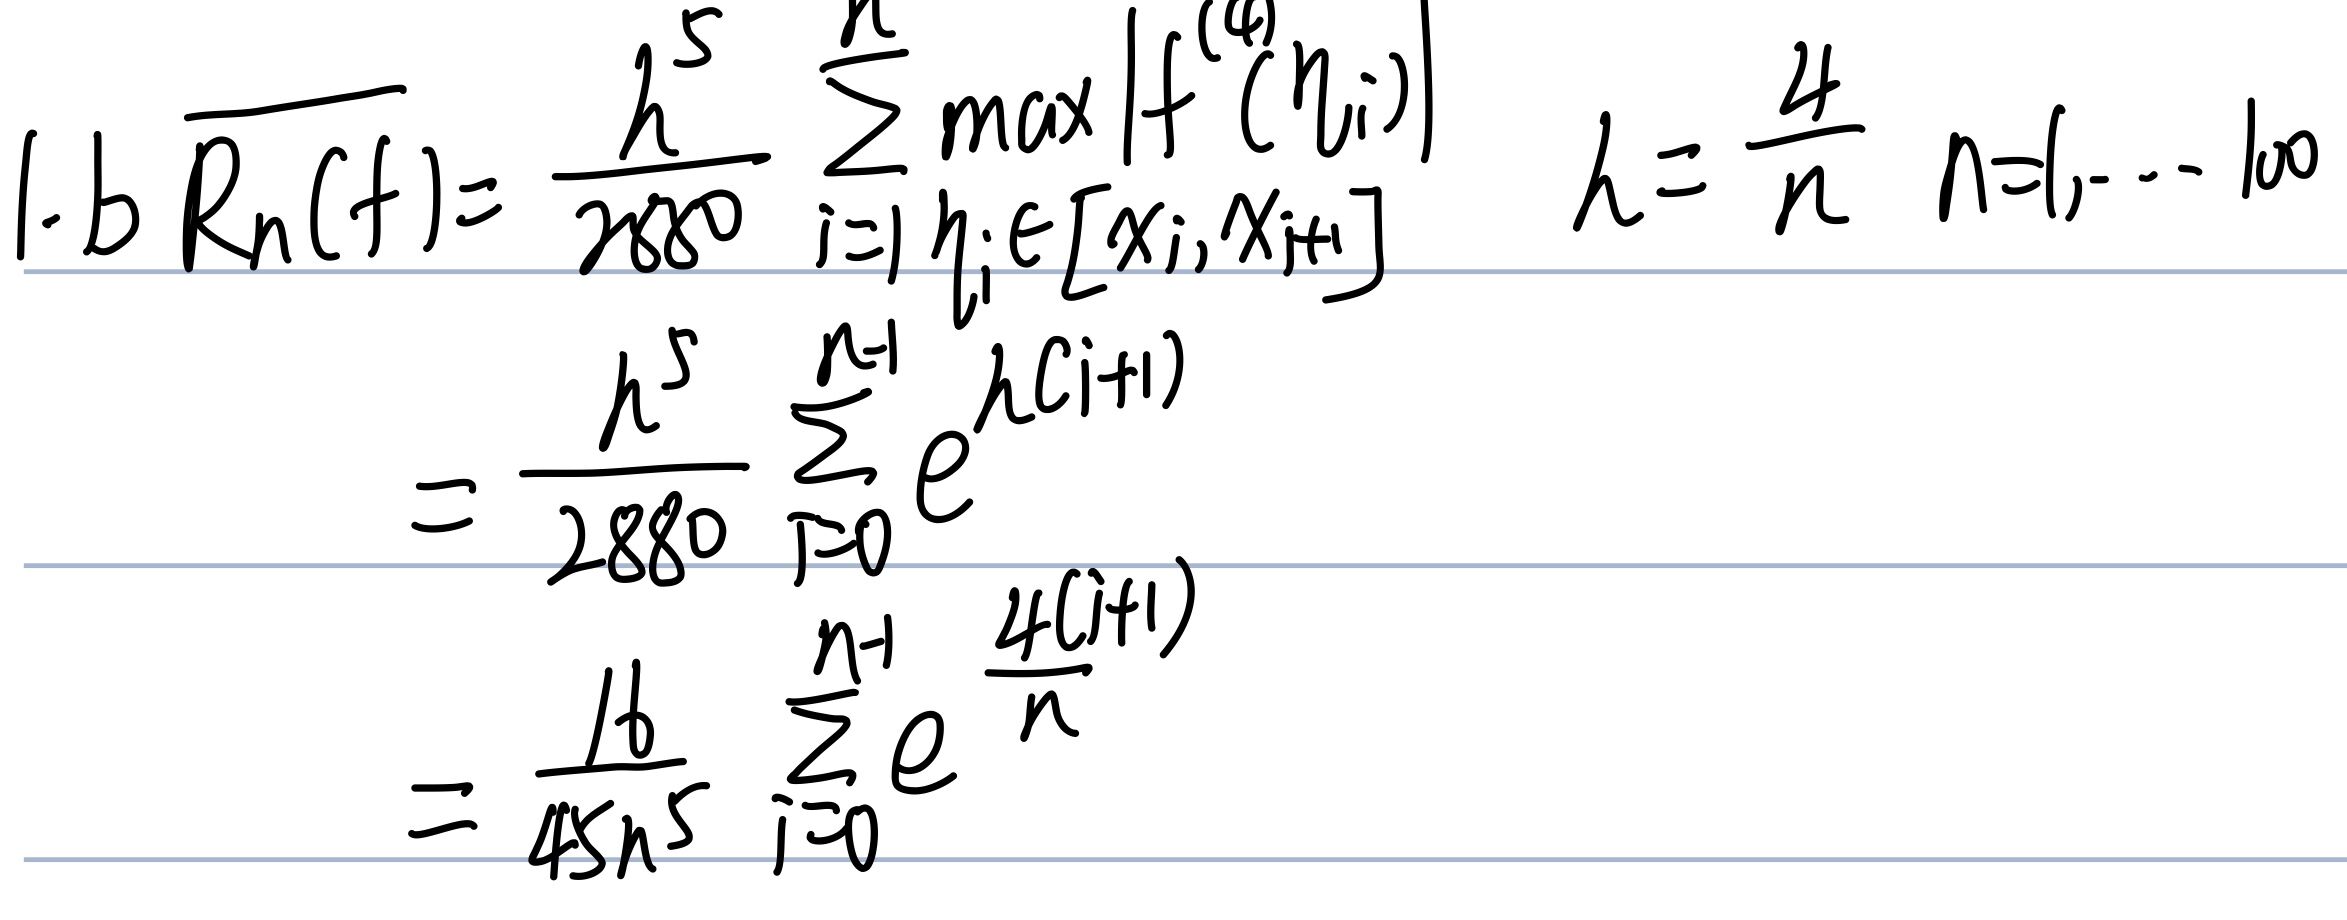 1.b \overline{R_n(f)} = \frac{h^5}{2880} \sum_{i=1}^{n} max_{\eta_i \in [x_i, x_{i+1}]} |f^{(4)}(\eta_i)| h = \frac{4}{n} n=1,---100
= \frac{h^5}{2880} \sum_{i=0}^{n-1} e^{h(i+1)}
= \frac{16}{45n^5} \sum_{i=0}^{n-1} e^{\frac{4(i+1)}{n}}